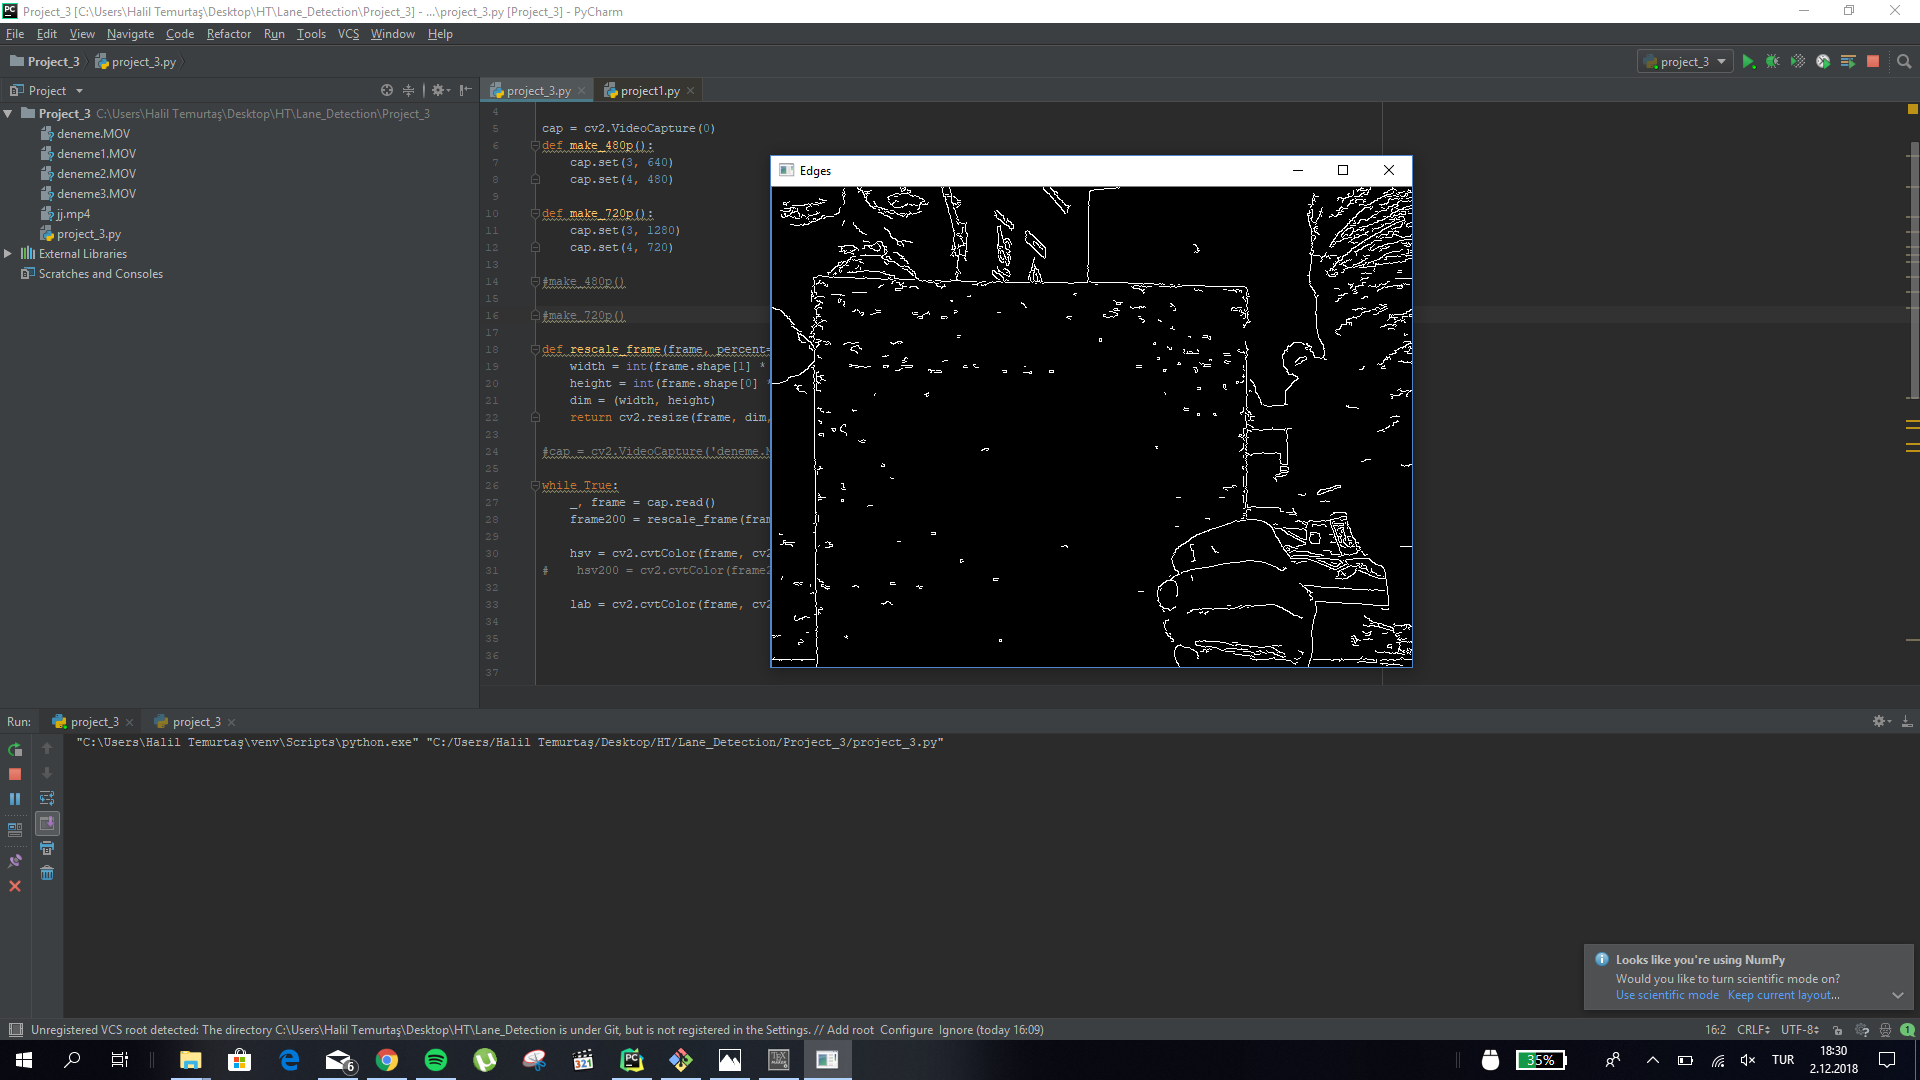 Project_3 [C:\Users\Halil Temurtaş\Desktop\HT\Lane_Detection\Project_3] - ...\project_3.py [Project_3] - PyCharm
File Edit View Navigate Code Refactor Run Tools VCS Window Help
Project_3 project_3.py
project_3
Project
project_3.py project1.py
Project_3 C:\Users\Halil Temurtaş\Desktop\HT\Lane_Detection\Project_3
deneme.MOV
deneme1.MOV
deneme2.MOV
deneme3.MOV
jj.mp4
project_3.py
External Libraries
Scratches and Consoles
4
5 cap = cv2.VideoCapture(0)
6 def make_480p():
7 cap.set(3, 640)
8 cap.set(4, 480)
9
10 def make_720p():
11 cap.set(3, 1280)
12 cap.set(4, 720)
13
14 #make_480p()
15
16 #make_720p()
17
18 def rescale_frame(frame, percent=
19 width = int(frame.shape[1] *
20 height = int(frame.shape[0] *
21 dim = (width, height)
22 return cv2.resize(frame, dim,
23
24 #cap = cv2.VideoCapture('deneme.M
25
26 while True:
27 _, frame = cap.read()
28 frame200 = rescale_frame(fram
29
30 hsv = cv2.cvtColor(frame, cv2
31 # hsv200 = cv2.cvtColor(frame2
32
33 lab = cv2.cvtColor(frame, cv2
34
35
36
37
Edges
Run: project_3 project_3
"C:\Users\Halil Temurtaş\venv\Scripts\python.exe" "C:/Users/Halil Temurtaş/Desktop/HT/Lane_Detection/Project_3/project_3.py"
Looks like you're using NumPy
Would you like to turn scientific mode on?
Use scientific mode Keep current layout...
Unregistered VCS root detected: The directory C:\Users\Halil Temurtaş\Desktop\HT\Lane_Detection is under Git, but is not registered in the Settings. // Add root Configure Ignore (today 16:09)
16:2 CRLF UTF-8 1
6
321
PC
35%
TUR
18:30
2.12.2018